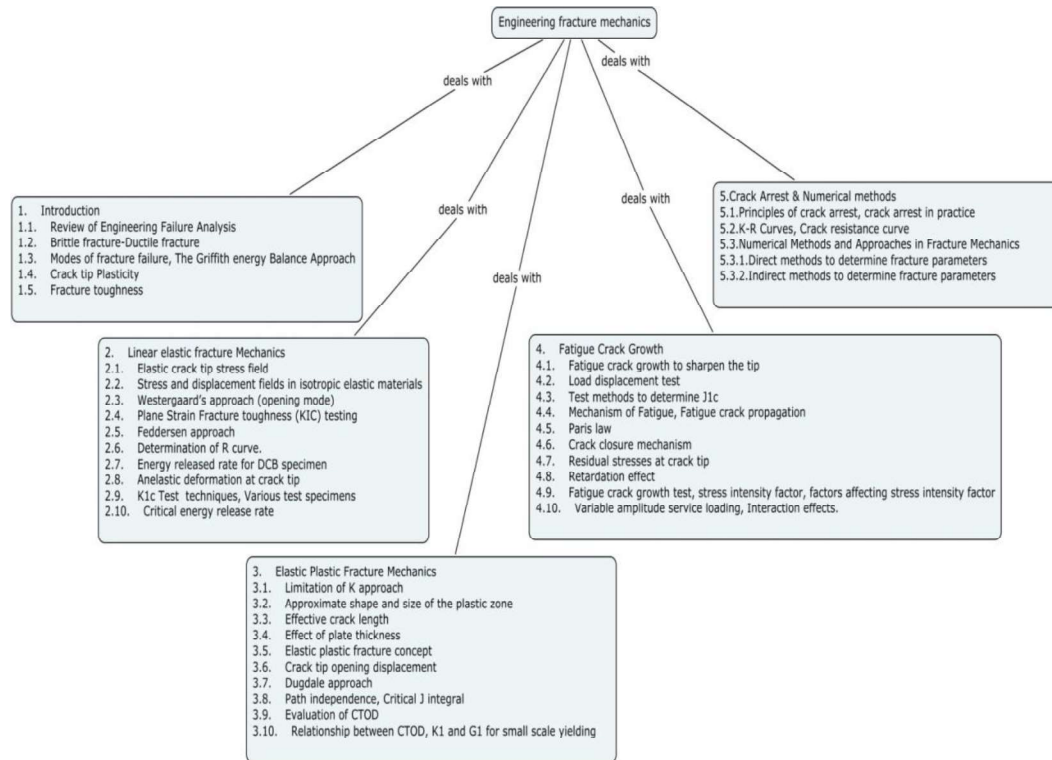 Engineering fracture mechanics
deals with
deals with
deals with
deals with
deals with
1. Introduction
1.1. Review of Engineering Failure Analysis
1.2. Brittle fracture-Ductile fracture
1.3. Modes of fracture failure, The Griffith energy Balance Approach
1.4. Crack tip Plasticity
1.5. Fracture toughness
2. Linear elastic fracture Mechanics
2.1. Elastic crack tip stress field
2.2. Stress and displacement fields in isotropic elastic materials
2.3. Westergaard's approach (opening mode)
2.4. Plane Strain Fracture toughness (KIC) testing
2.5. Feddersen approach
2.6. Determination of R curve.
2.7. Energy released rate for DCB specimen
2.8. Anelastic deformation at crack tip
2.9. K1c Test techniques, Various test specimens
2.10. Critical energy release rate
3. Elastic Plastic Fracture Mechanics
3.1. Limitation of K approach
3.2. Approximate shape and size of the plastic zone
3.3. Effective crack length
3.4. Effect of plate thickness
3.5. Elastic plastic fracture concept
3.6. Crack tip opening displacement
3.7. Dugdale approach
3.8. Path independence, Critical J integral
3.9. Evaluation of CTOD
3.10. Relationship between CTOD, K1 and G1 for small scale yielding
4. Fatigue Crack Growth
4.1. Fatigue crack growth to sharpen the tip
4.2. Load displacement test
4.3. Test methods to determine J1c
4.4. Mechanism of Fatigue, Fatigue crack propagation
4.5. Paris law
4.6. Crack closure mechanism
4.7. Residual stresses at crack tip
4.8. Retardation effect
4.9. Fatigue crack growth test, stress intensity factor, factors affecting stress intensity factor
4.10. Variable amplitude service loading, Interaction effects.
5.Crack Arrest & Numerical methods
5.1.Principles of crack arrest, crack arrest in practice
5.2.K-R Curves, Crack resistance curve
5.3.Numerical Methods and Approaches in Fracture Mechanics
5.3.1.Direct methods to determine fracture parameters
5.3.2.Indirect methods to determine fracture parameters